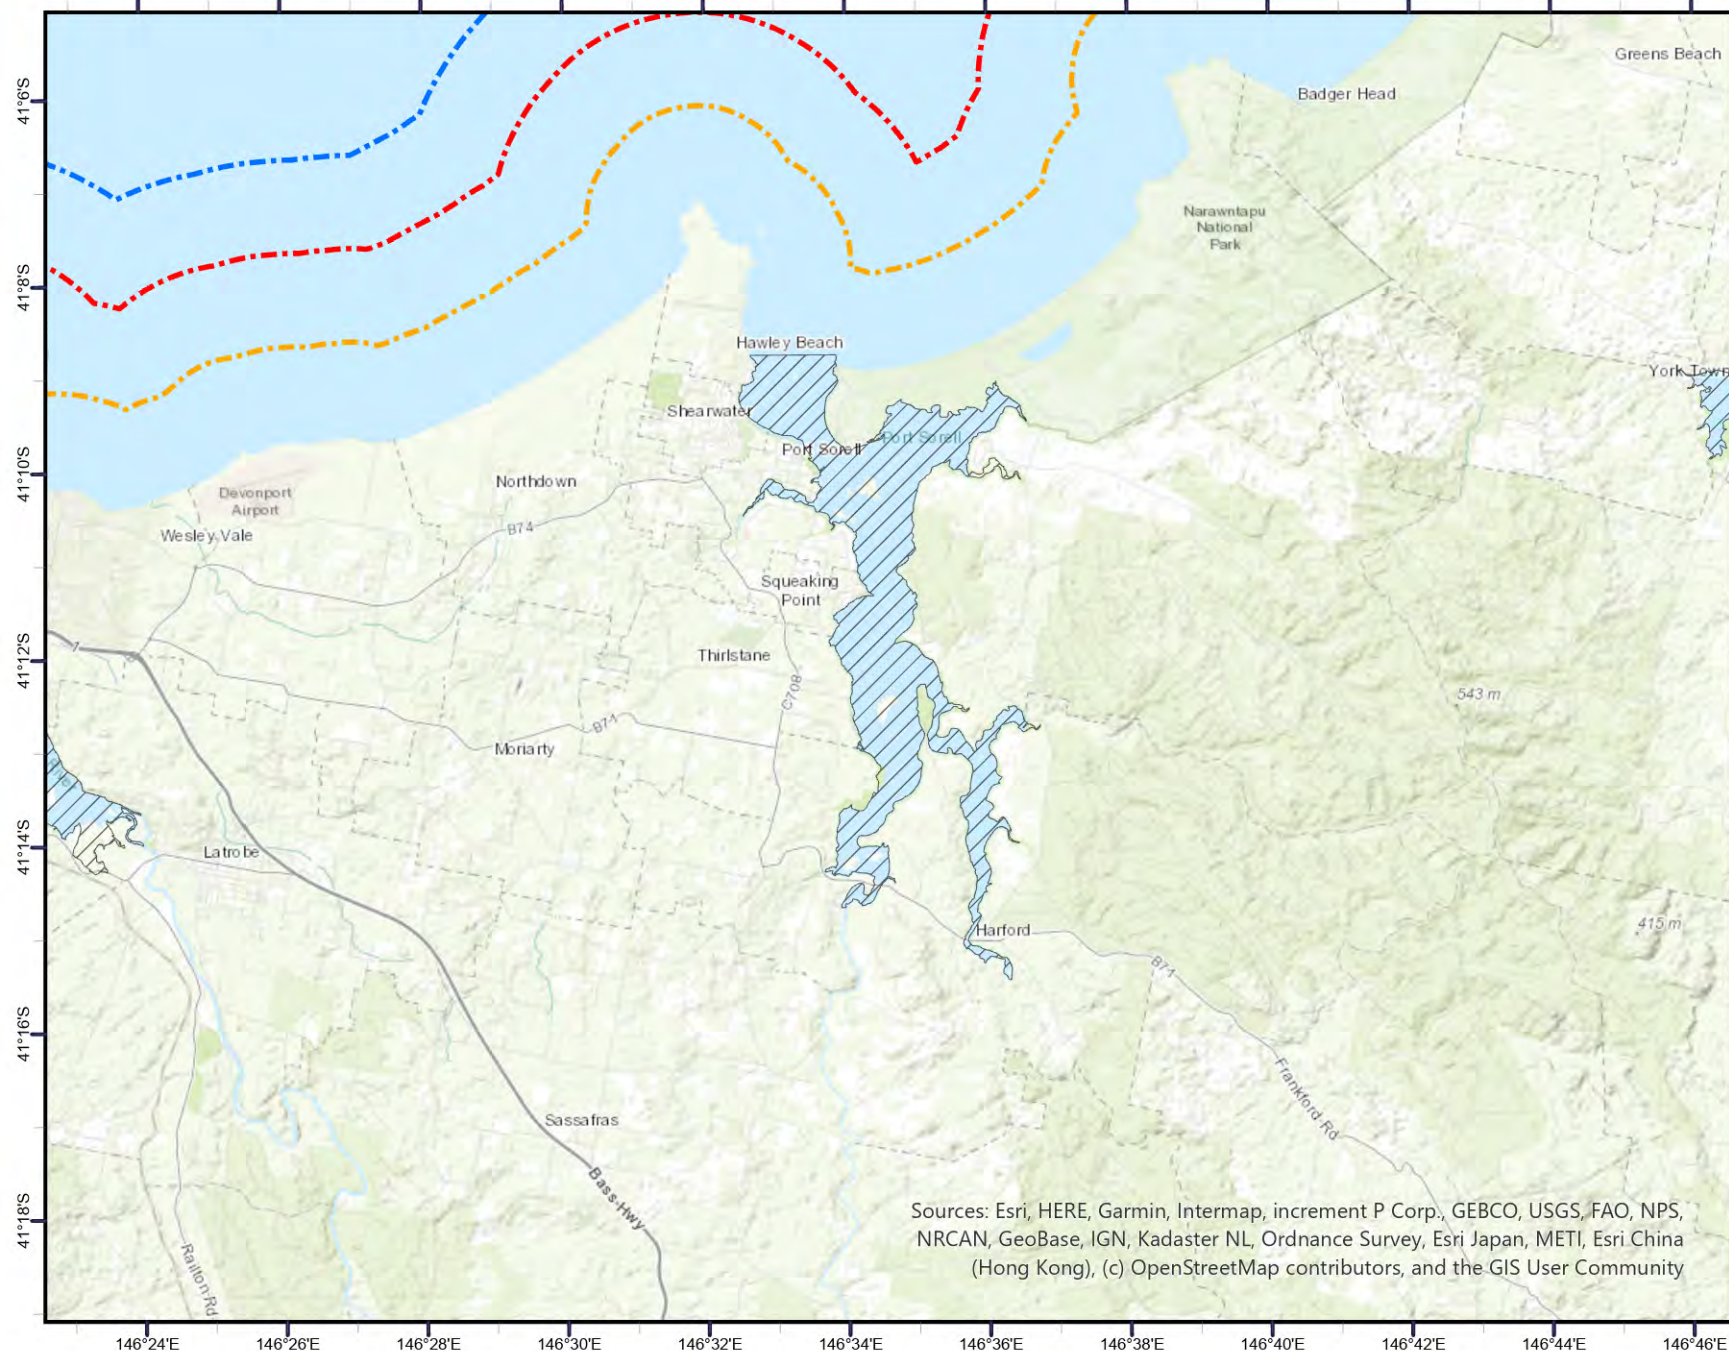 Greens Beach
41°6'S
Badger Head
Narawntapu
National
Park
41°8'S
Hawley Beach
York Town
Shearwater
Port Sorell
Port Sorell
41°10'S
Northdown
Devonport
Airport
B74
Wesley Vale
Squeaking
Point
1
Thirlstane
41°12'S
C708
543 m
B74
Moriarty
River
41°14'S
Latrobe
415 m
Harford
B74
41°16'S
Frankford Rd
Sassafras
Bass Hwy
41°18'S
Railton Rd
Sources: Esri, HERE, Garmin, Intermap, increment P Corp., GEBCO, USGS, FAO, NPS,
NRCAN, GeoBase, IGN, Kadaster NL, Ordnance Survey, Esri Japan, METI, Esri China
(Hong Kong), (c) OpenStreetMap contributors, and the GIS User Community
146°24'E 146°26'E 146°28'E 146°30'E 146°32'E 146°34'E 146°36'E 146°38'E 146°40'E 146°42'E 146°44'E 146°46'E